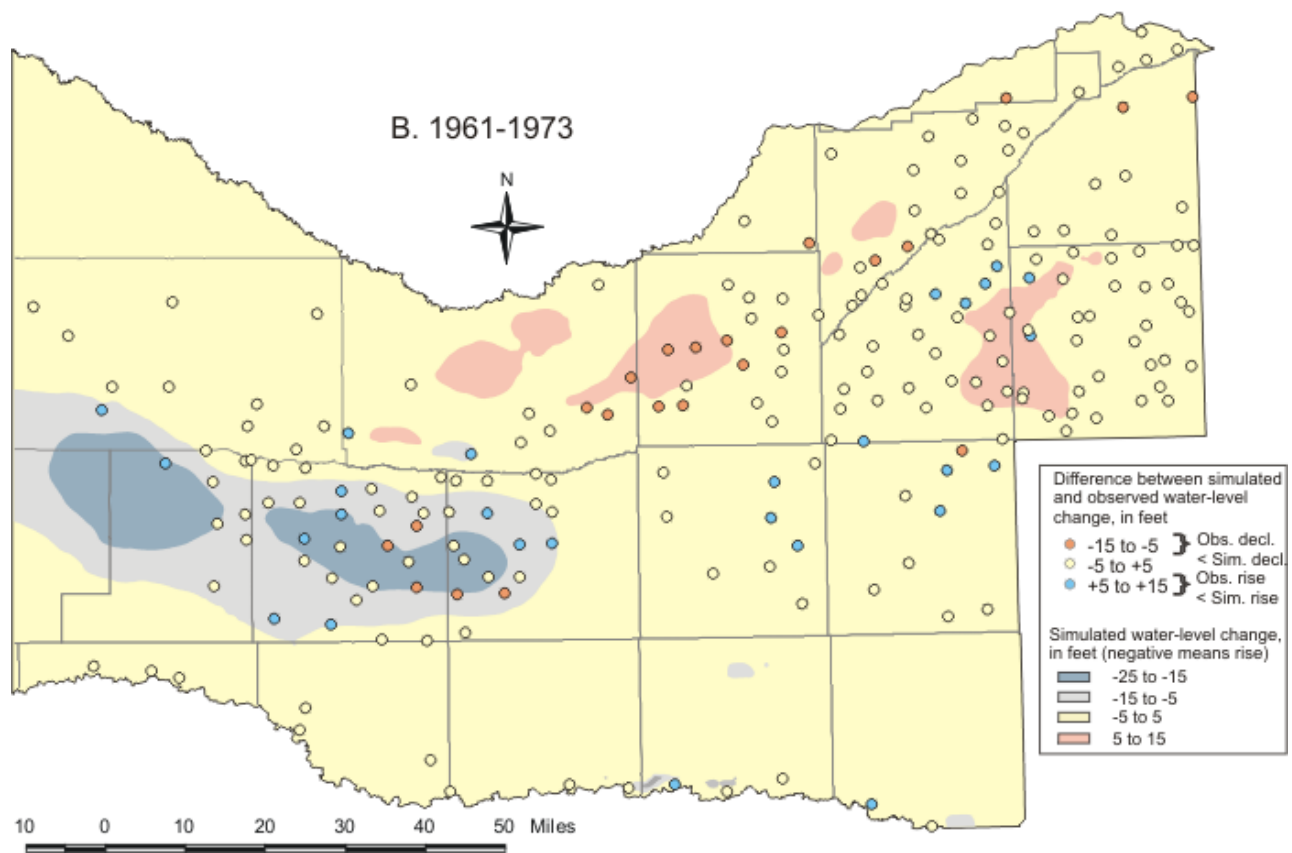 B. 1961-1973
N
Difference between simulated
and observed water-level
change, in feet
-15 to -5 } Obs. decl.
< Sim. decl.
-5 to +5
+5 to +15 } Obs. rise
< Sim. rise
Simulated water-level change,
in feet (negative means rise)
-25 to -15
-15 to -5
-5 to 5
5 to 15
10 0 10 20 30 40 50 Miles